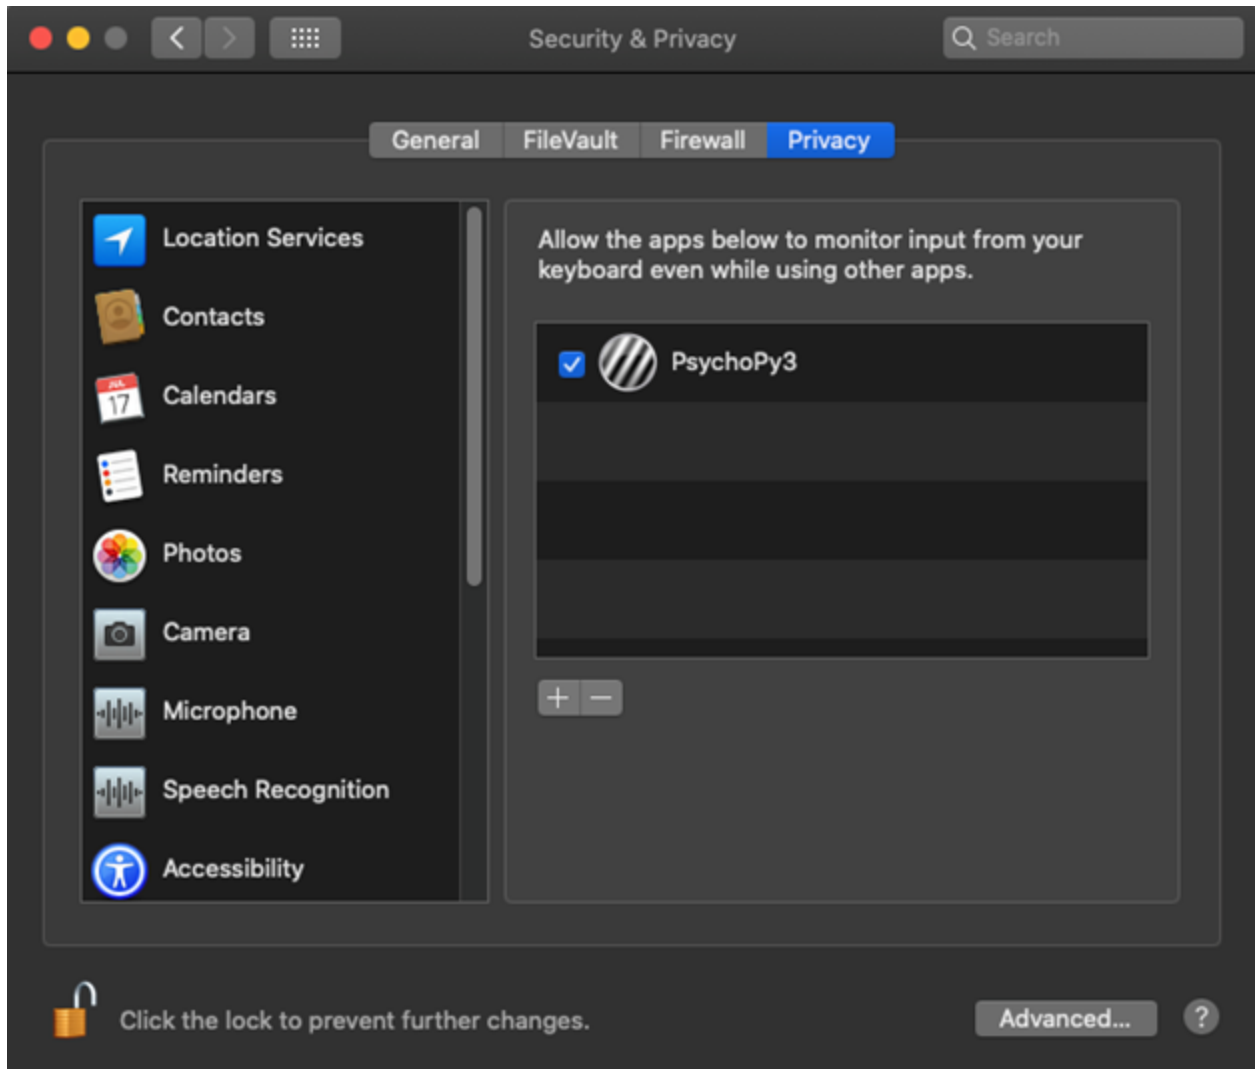 Security & Privacy
Search
General
FileVault
Firewall
Privacy
Location Services
Contacts
JUL
17
Calendars
Reminders
Photos
Camera
Microphone
Speech Recognition
Accessibility
Allow the apps below to monitor input from your
keyboard even while using other apps.
PsychoPy3
Click the lock to prevent further changes.
Advanced...
?